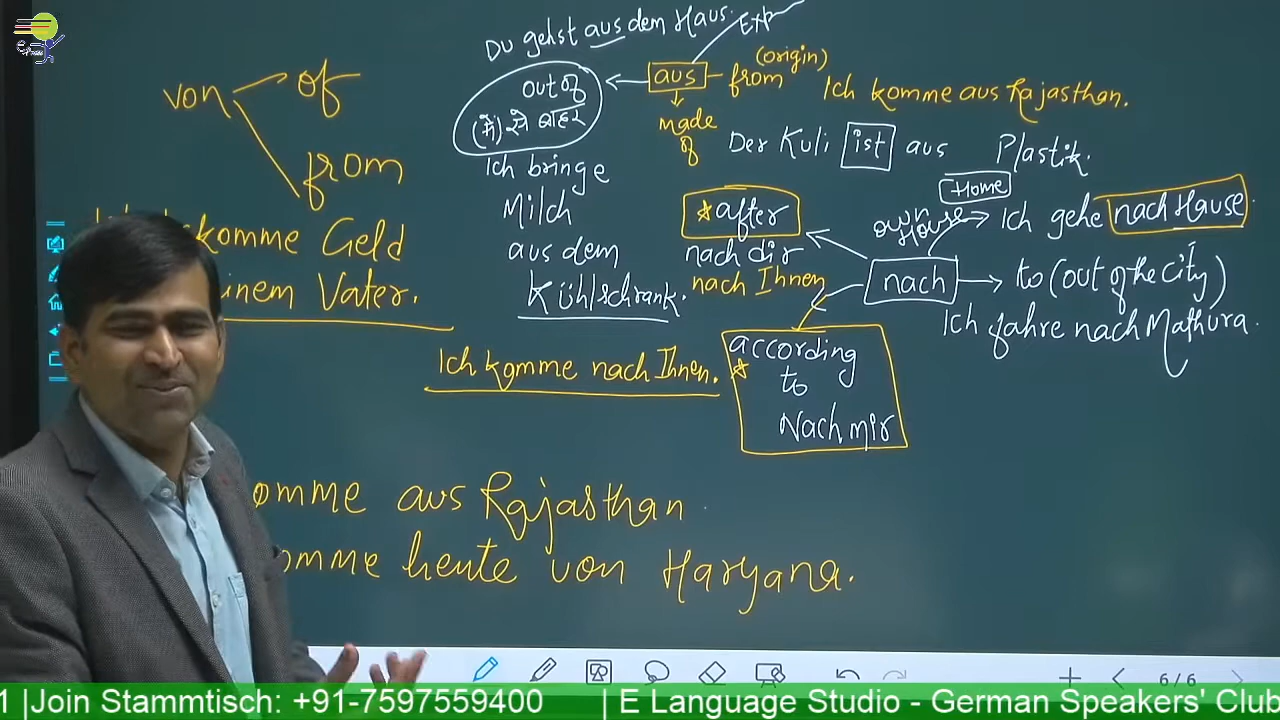 Du gehst aus dem Haus.
Exp
von
of
from
komme Geld
inem Vater.
out of
(में) से बाहर
aus
from (origin)
made
of
Ich komme aus Rajasthan.
Der Kuli ist aus Plastik.
Ich bringe
Milch
aus dem
Kühlschrank.
* after
nach dir
nach Ihnen
Home
own
House
Ich gehe nach Hause.
nach
to (out of the city)
Ich fahre nach Mathura.
according
*
to
Nach mir
Ich komme nach Ihnen.
omme aus Rajasthan.
omme heute von Haryana.
6/6
1 |Join Stammtisch: +91-7597559400 | E Language Studio - German Speakers' Club